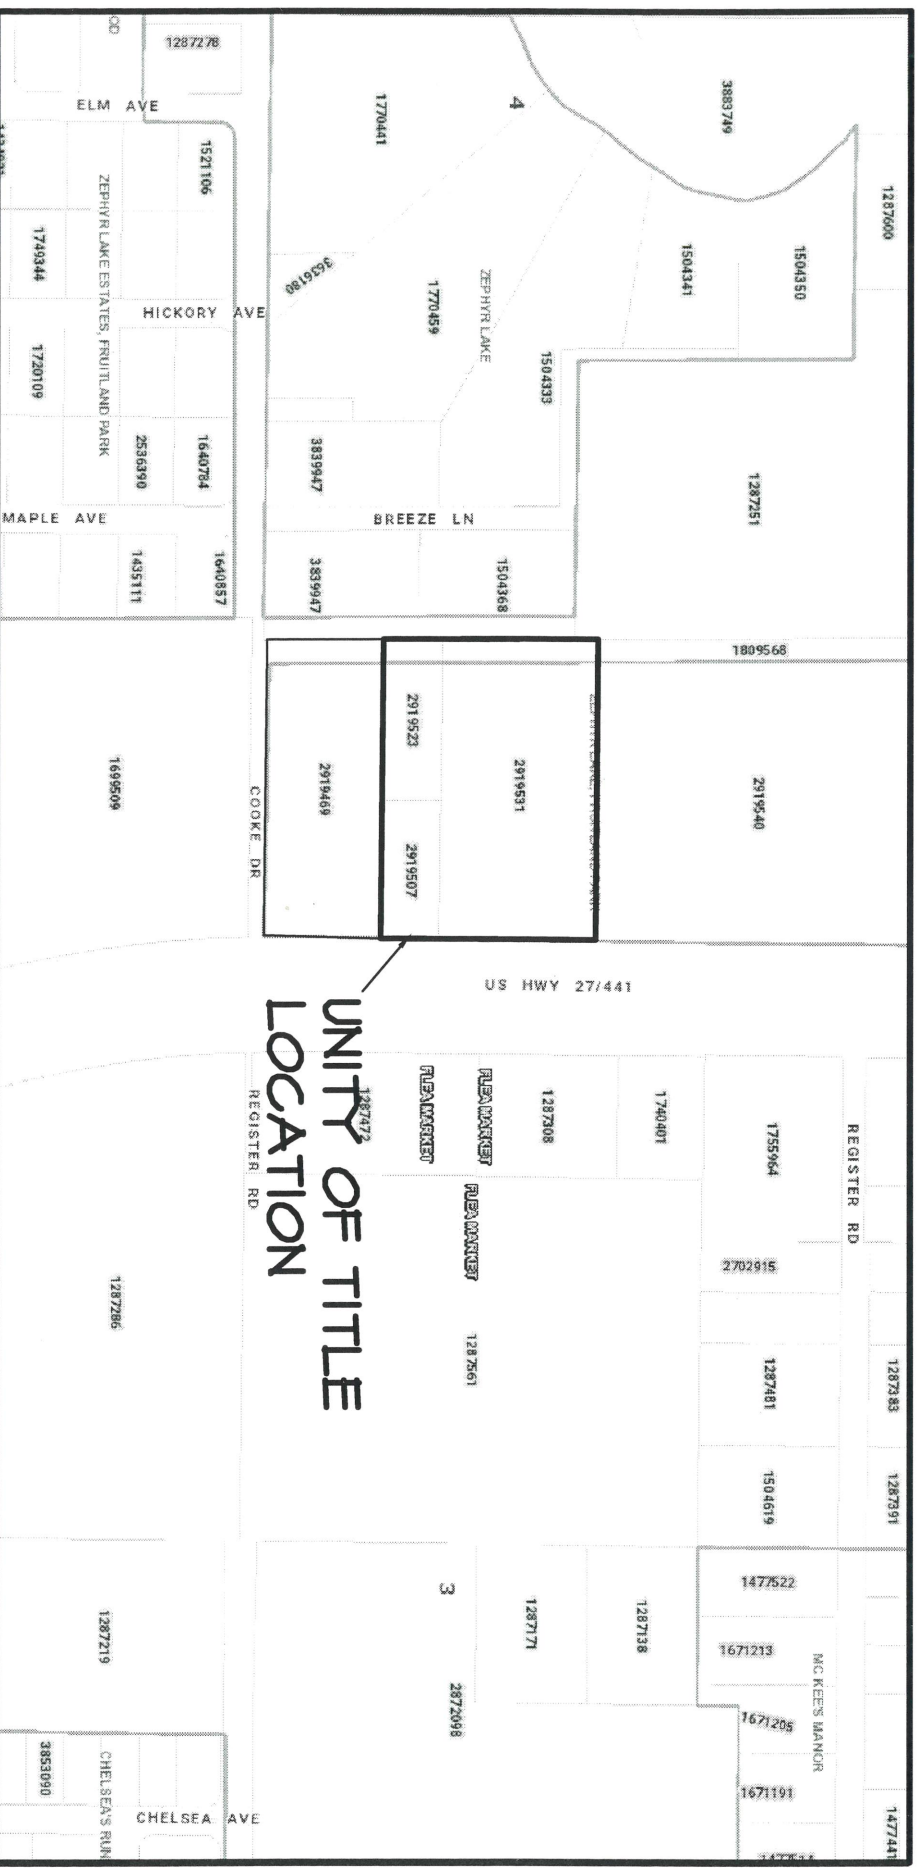 1287278
ELM AVE
1521106
ZEPHYR LAKE ESTATES, FRUITLAND PARK
1749344
HICKORY AVE
1720109
2536390
1640784
MAPLE AVE
1435111
1640857
1770441
4
3883749
1287600
3636180
1770459
ZEPHYR LAKE
1504341
1504350
1504333
3839947
1287251
BREEZE LN
3839947
1504368
1809568
1699509
COOKE DR
2919469
2919523
2919507
2919531
2919540
US HWY 27/441
UNITY OF TITLE
LOCATION
REGISTER RD
1287472
FLEA MARKET
FLEA MARKET
FLEA MARKET
1287308
1740401
1755964
REGISTER RD
2702915
1287286
1287561
1287481
1287383
1504619
1287391
3
1287219
1287171
1287138
1477522
1671213
MC KEE'S MANOR
2872098
1671205
1671191
1477441
3853090
CHELSEA'S RUN
CHELSEA AVE